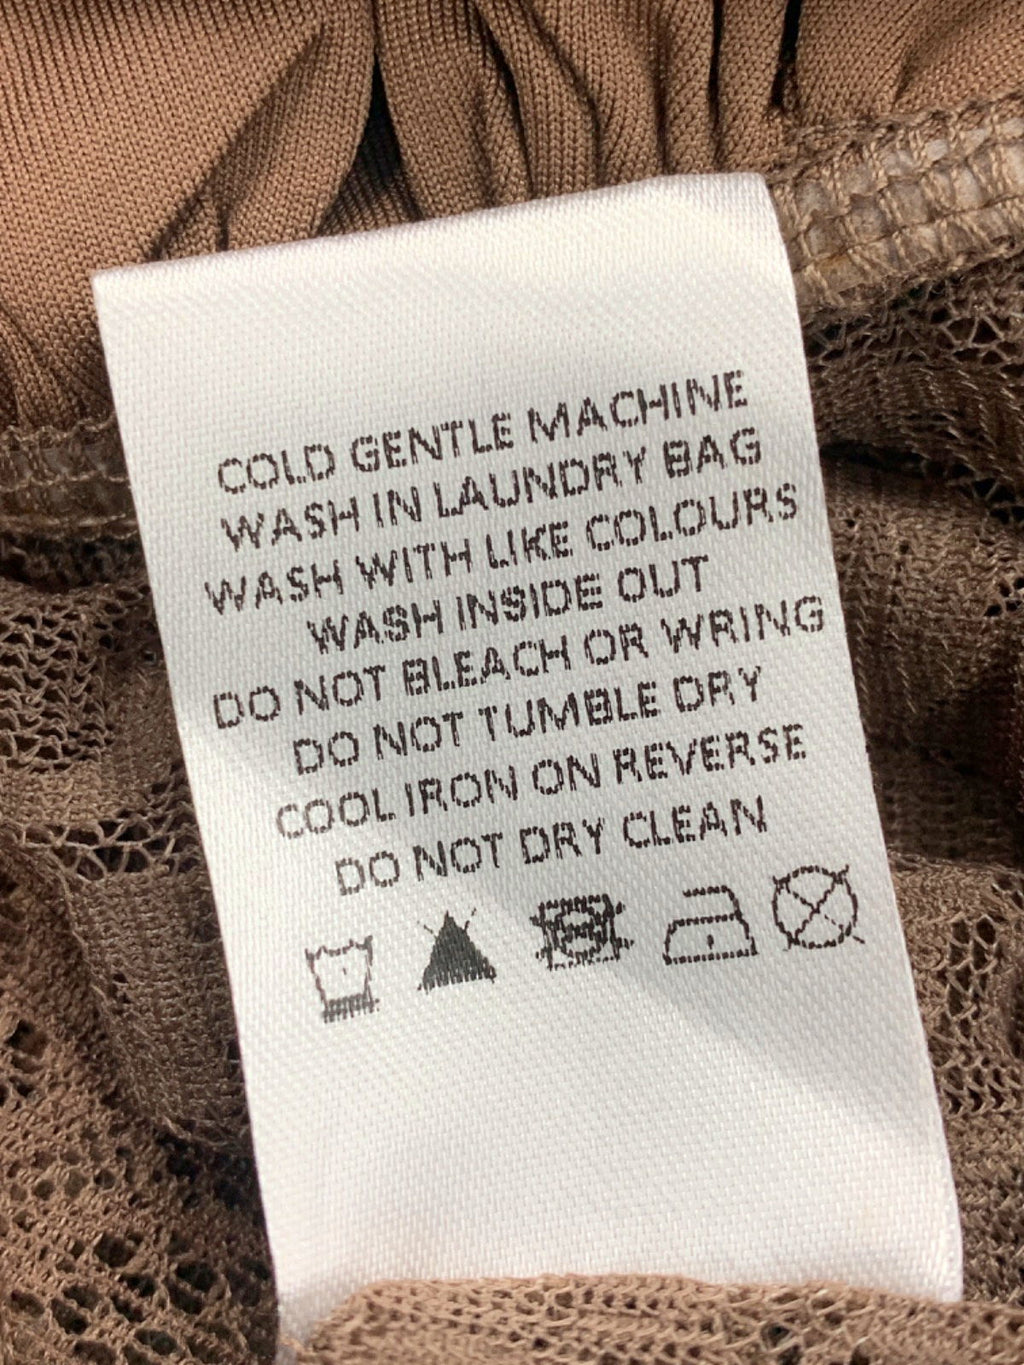 COLD GENTLE MACHINE
WASH IN LAUNDRY BAG
WASH WITH LIKE COLOURS
WASH INSIDE OUT
DO NOT BLEACH OR WRING
DO NOT TUMBLE DRY
COOL IRON ON REVERSE
DO NOT DRY CLEAN